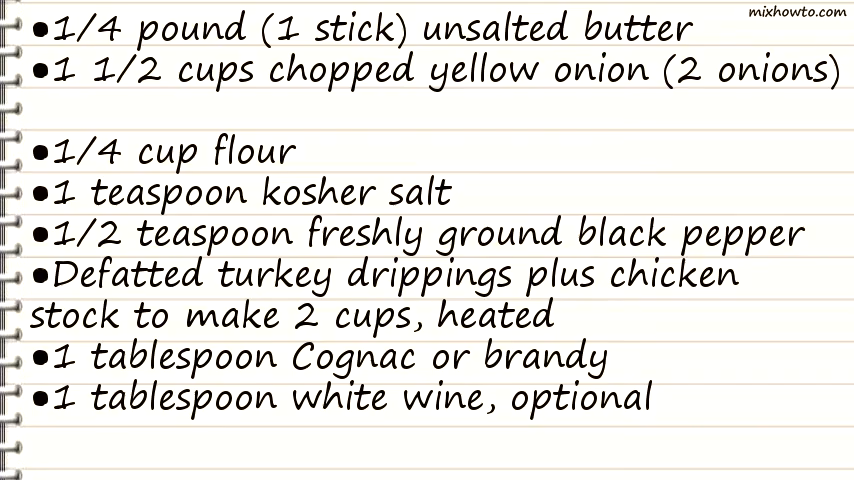 mixhowto.com
•1/4 pound (1 stick) unsalted butter
•1 1/2 cups chopped yellow onion (2 onions)
•1/4 cup flour
•1 teaspoon kosher salt
•1/2 teaspoon freshly ground black pepper
•Defatted turkey drippings plus chicken
stock to make 2 cups, heated
•1 tablespoon Cognac or brandy
•1 tablespoon white wine, optional